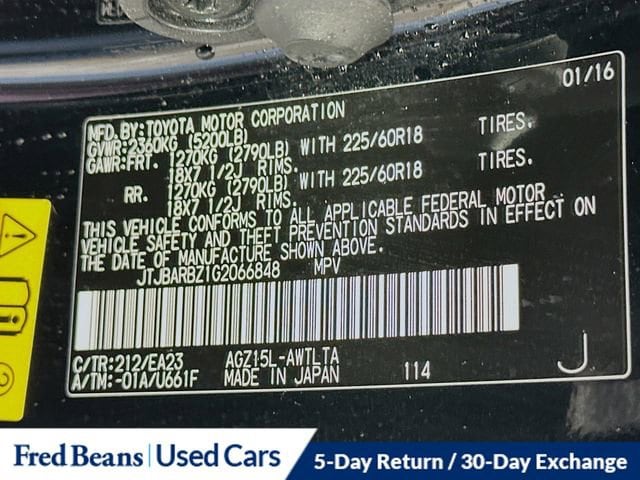 01/16
MFD.BY:TOYOTA MOTOR CORPORATION
GVWR:2360KG (5200LB)
GAWR:FRT. 1270KG (2790LB) WITH 225/60R18 TIRES.
18X7 1/2J RIMS.
RR. 1270KG (2790LB) WITH 225/60R18 TIRES.
18X7 1/2J RIMS.
THIS VEHICLE CONFORMS TO ALL APPLICABLE FEDERAL MOTOR
VEHICLE SAFETY AND THEFT PREVENTION STANDARDS IN EFFECT ON
THE DATE OF MANUFACTURE SHOWN ABOVE.
JTJBARBZ1G2066848 MPV
C/TR:212/EA23 AGZ15L-AWTLTA
A/TM:-01A/U661F MADE IN JAPAN 114 J
Fred Beans | Used Cars 5-Day Return / 30-Day Exchange